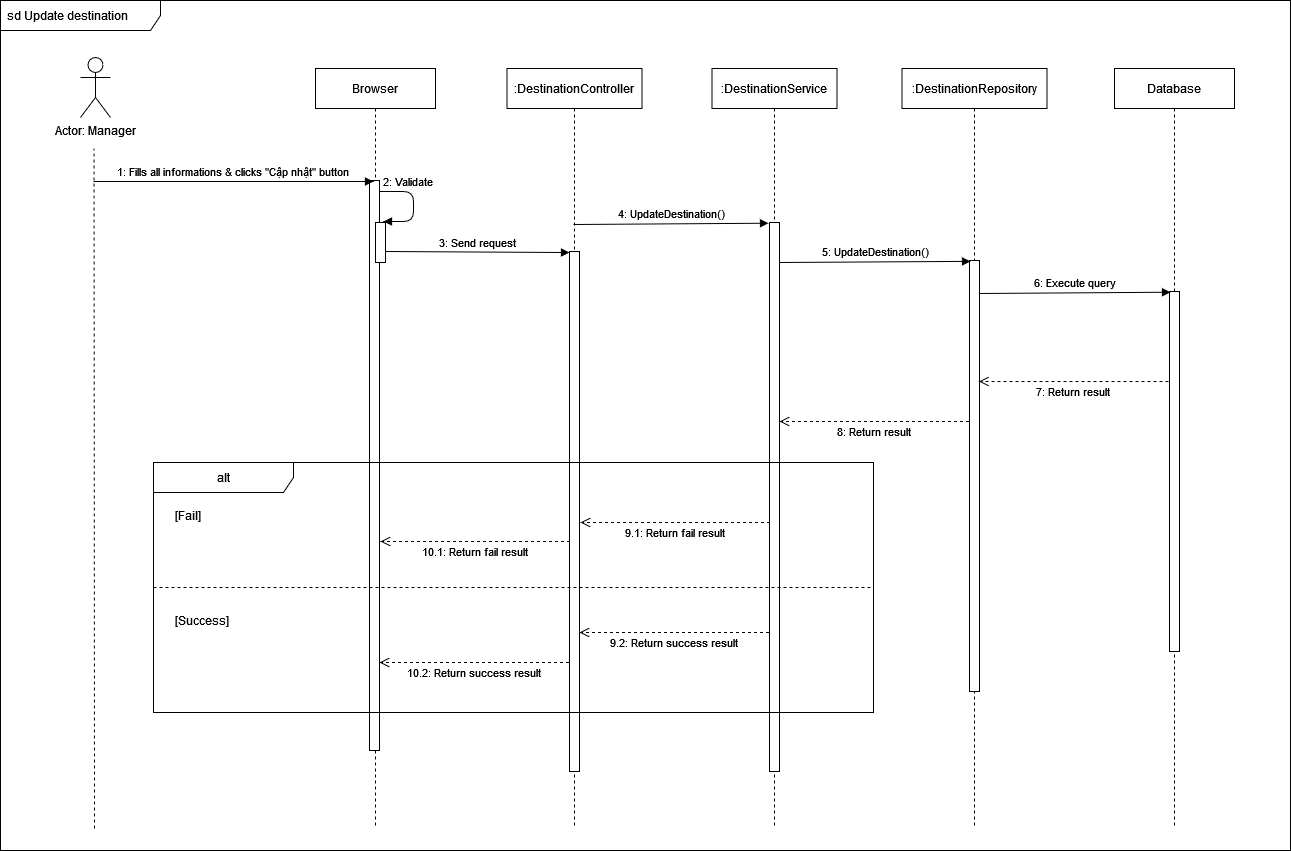 sd Update destination
Actor: Manager
Browser
:DestinationController
:DestinationService
:DestinationRepository
Database
1: Fills all informations & clicks "Cập nhật" button
2: Validate
3: Send request
4: UpdateDestination()
5: UpdateDestination()
6: Execute query
7: Return result
8: Return result
alt
[Fail]
9.1: Return fail result
10.1: Return fail result
[Success]
9.2: Return success result
10.2: Return success result